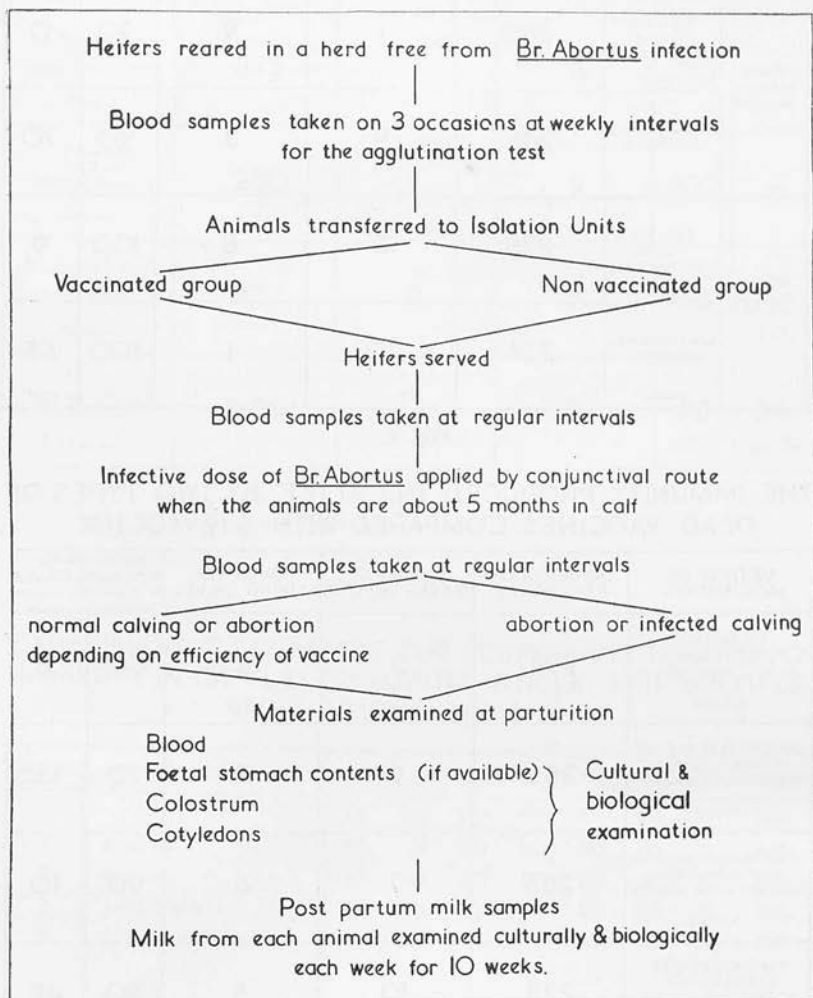 Heifers reared in a herd free from Br. Abortus infection
Blood samples taken on 3 occasions at weekly intervals
for the agglutination test
Animals transferred to Isolation Units
Vaccinated group Non vaccinated group
Heifers served
Blood samples taken at regular intervals
Infective dose of Br. Abortus applied by conjunctival route
when the animals are about 5 months in calf
Blood samples taken at regular intervals
normal calving or abortion abortion or infected calving
depending on efficiency of vaccine
Materials examined at parturition
Blood
Foetal stomach contents (if available) Cultural &
Colostrum biological
Cotyledons examination
Post partum milk samples
Milk from each animal examined culturally & biologically
each week for 10 weeks.